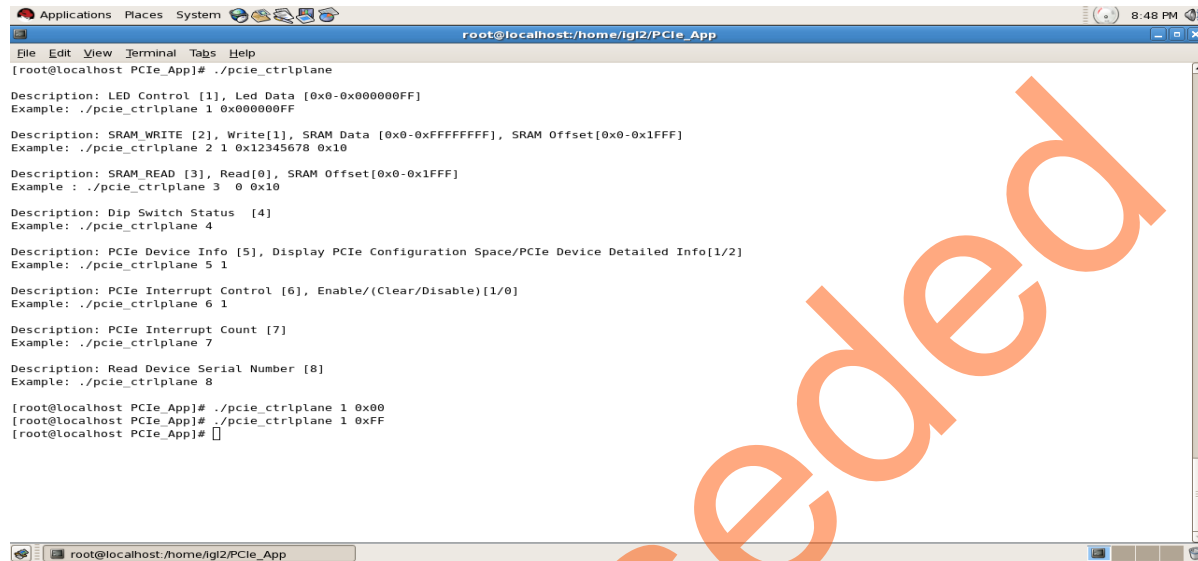 Applications Places System 8:48 PM
root@localhost:/home/igl2/PCIe_App
File Edit View Terminal Tabs Help
[root@localhost PCIe_App]# ./pcie_ctrlplane
Description: LED Control [1], Led Data [0x0-0x000000FF]
Example: ./pcie_ctrlplane 1 0x000000FF
Description: SRAM_WRITE [2], Write[1], SRAM Data [0x0-0xFFFFFFFF], SRAM Offset[0x0-0x1FFF]
Example: ./pcie_ctrlplane 2 1 0x12345678 0x10
Description: SRAM_READ [3], Read[0], SRAM Offset[0x0-0x1FFF]
Example : ./pcie_ctrlplane 3  0 0x10
Description: Dip Switch Status  [4]
Example: ./pcie_ctrlplane 4
Description: PCIe Device Info [5], Display PCIe Configuration Space/PCIe Device Detailed Info[1/2]
Example: ./pcie_ctrlplane 5 1
Description: PCIe Interrupt Control [6], Enable/(Clear/Disable)[1/0]
Example: ./pcie_ctrlplane 6 1
Description: PCIe Interrupt Count [7]
Example: ./pcie_ctrlplane 7
Description: Read Device Serial Number [8]
Example: ./pcie_ctrlplane 8
[root@localhost PCIe_App]# ./pcie_ctrlplane 1 0x00
[root@localhost PCIe_App]# ./pcie_ctrlplane 1 0xFF
[root@localhost PCIe_App]#
root@localhost:/home/igl2/PCIe_App